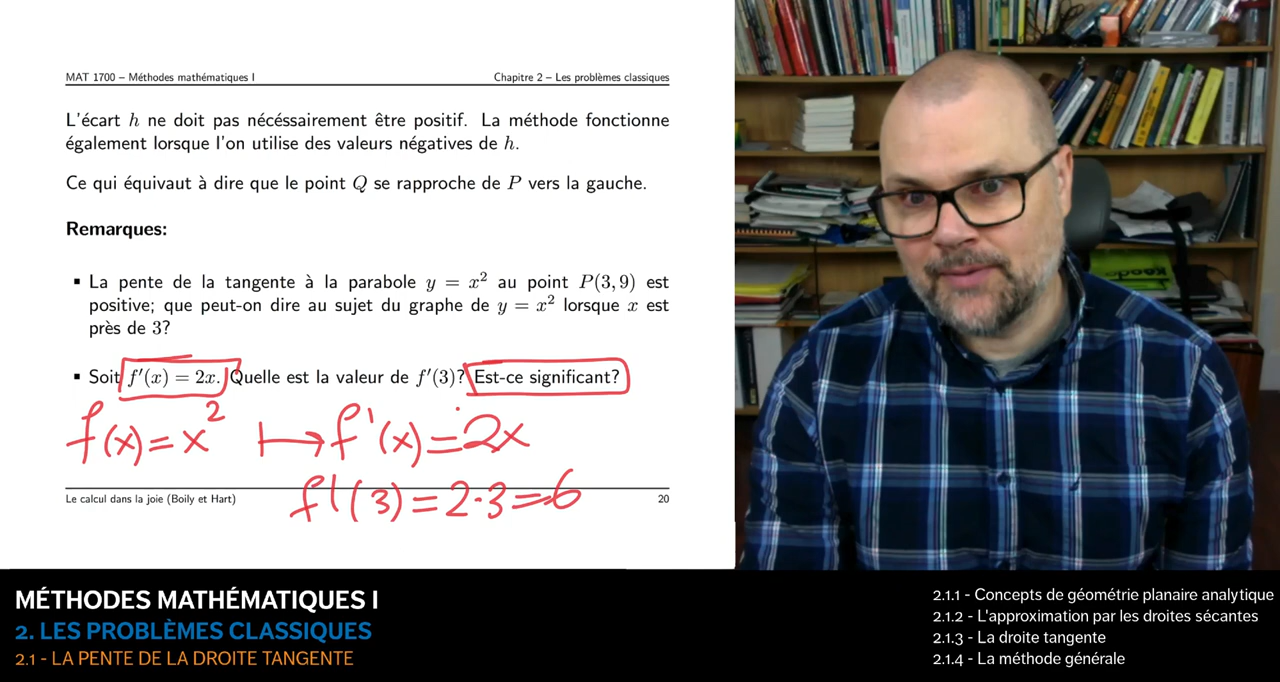 MAT 1700 – Méthodes mathématiques I Chapitre 2 – Les problèmes classiques
L'écart h ne doit pas nécéssairement être positif. La méthode fonctionne
également lorsque l'on utilise des valeurs négatives de h.
Ce qui équivaut à dire que le point Q se rapproche de P vers la gauche.
Remarques:
▪ La pente de la tangente à la parabole y = x² au point P(3, 9) est
positive; que peut-on dire au sujet du graphe de y = x² lorsque x est
près de 3?
▪ Soit f′(x) = 2x. Quelle est la valeur de f′(3)? Est-ce significant?
f(x) = x² ↦ f'(x) = 2x
f'(3) = 2·3 = 6
Le calcul dans la joie (Boily et Hart) 20
MÉTHODES MATHÉMATIQUES I
2. LES PROBLÈMES CLASSIQUES
2.1 - LA PENTE DE LA DROITE TANGENTE
2.1.1 - Concepts de géométrie planaire analytique
2.1.2 - L'approximation par les droites sécantes
2.1.3 - La droite tangente
2.1.4 - La méthode générale